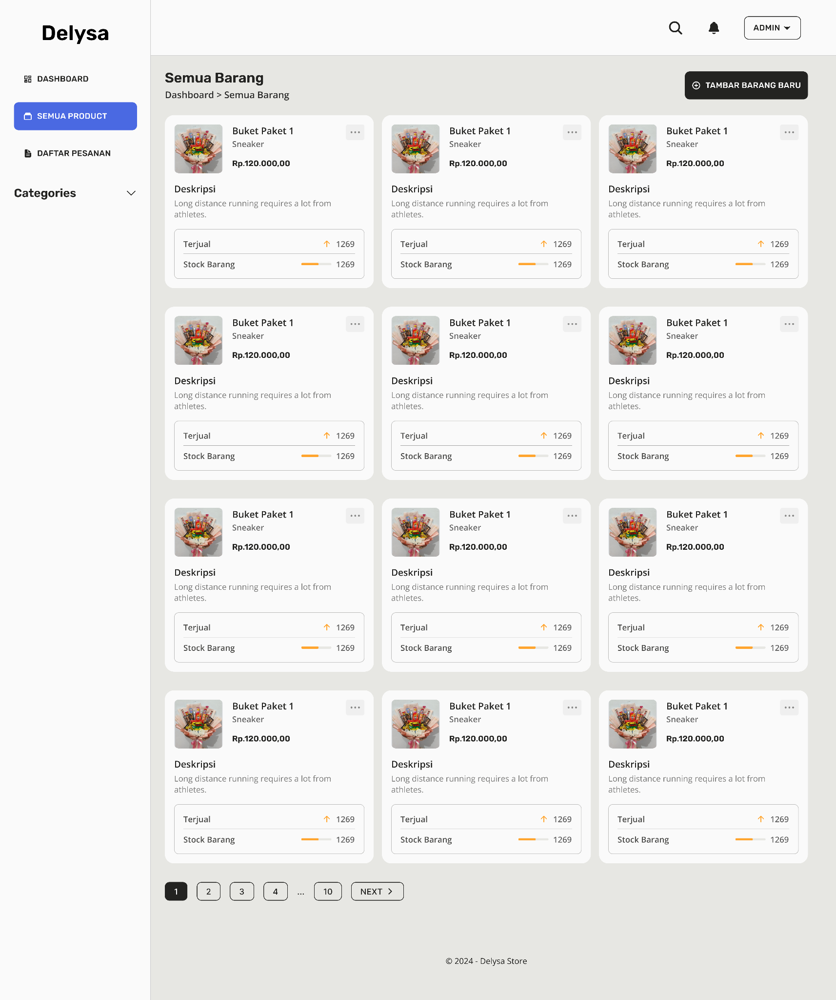 Delysa
ADMIN
DASHBOARD
SEMUA PRODUCT
DAFTAR PESANAN
Categories
Semua Barang
Dashboard > Semua Barang
TAMBAR BARANG BARU
Buket Paket 1
Sneaker
Rp.120.000,00
Deskripsi
Long distance running requires a lot from
athletes.
Terjual 1269
Stock Barang 1269
Buket Paket 1
Sneaker
Rp.120.000,00
Deskripsi
Long distance running requires a lot from
athletes.
Terjual 1269
Stock Barang 1269
Buket Paket 1
Sneaker
Rp.120.000,00
Deskripsi
Long distance running requires a lot from
athletes.
Terjual 1269
Stock Barang 1269
Buket Paket 1
Sneaker
Rp.120.000,00
Deskripsi
Long distance running requires a lot from
athletes.
Terjual 1269
Stock Barang 1269
Buket Paket 1
Sneaker
Rp.120.000,00
Deskripsi
Long distance running requires a lot from
athletes.
Terjual 1269
Stock Barang 1269
Buket Paket 1
Sneaker
Rp.120.000,00
Deskripsi
Long distance running requires a lot from
athletes.
Terjual 1269
Stock Barang 1269
Buket Paket 1
Sneaker
Rp.120.000,00
Deskripsi
Long distance running requires a lot from
athletes.
Terjual 1269
Stock Barang 1269
Buket Paket 1
Sneaker
Rp.120.000,00
Deskripsi
Long distance running requires a lot from
athletes.
Terjual 1269
Stock Barang 1269
Buket Paket 1
Sneaker
Rp.120.000,00
Deskripsi
Long distance running requires a lot from
athletes.
Terjual 1269
Stock Barang 1269
Buket Paket 1
Sneaker
Rp.120.000,00
Deskripsi
Long distance running requires a lot from
athletes.
Terjual 1269
Stock Barang 1269
Buket Paket 1
Sneaker
Rp.120.000,00
Deskripsi
Long distance running requires a lot from
athletes.
Terjual 1269
Stock Barang 1269
Buket Paket 1
Sneaker
Rp.120.000,00
Deskripsi
Long distance running requires a lot from
athletes.
Terjual 1269
Stock Barang 1269
1 2 3 4 ... 10 NEXT >
© 2024 - Delysa Store